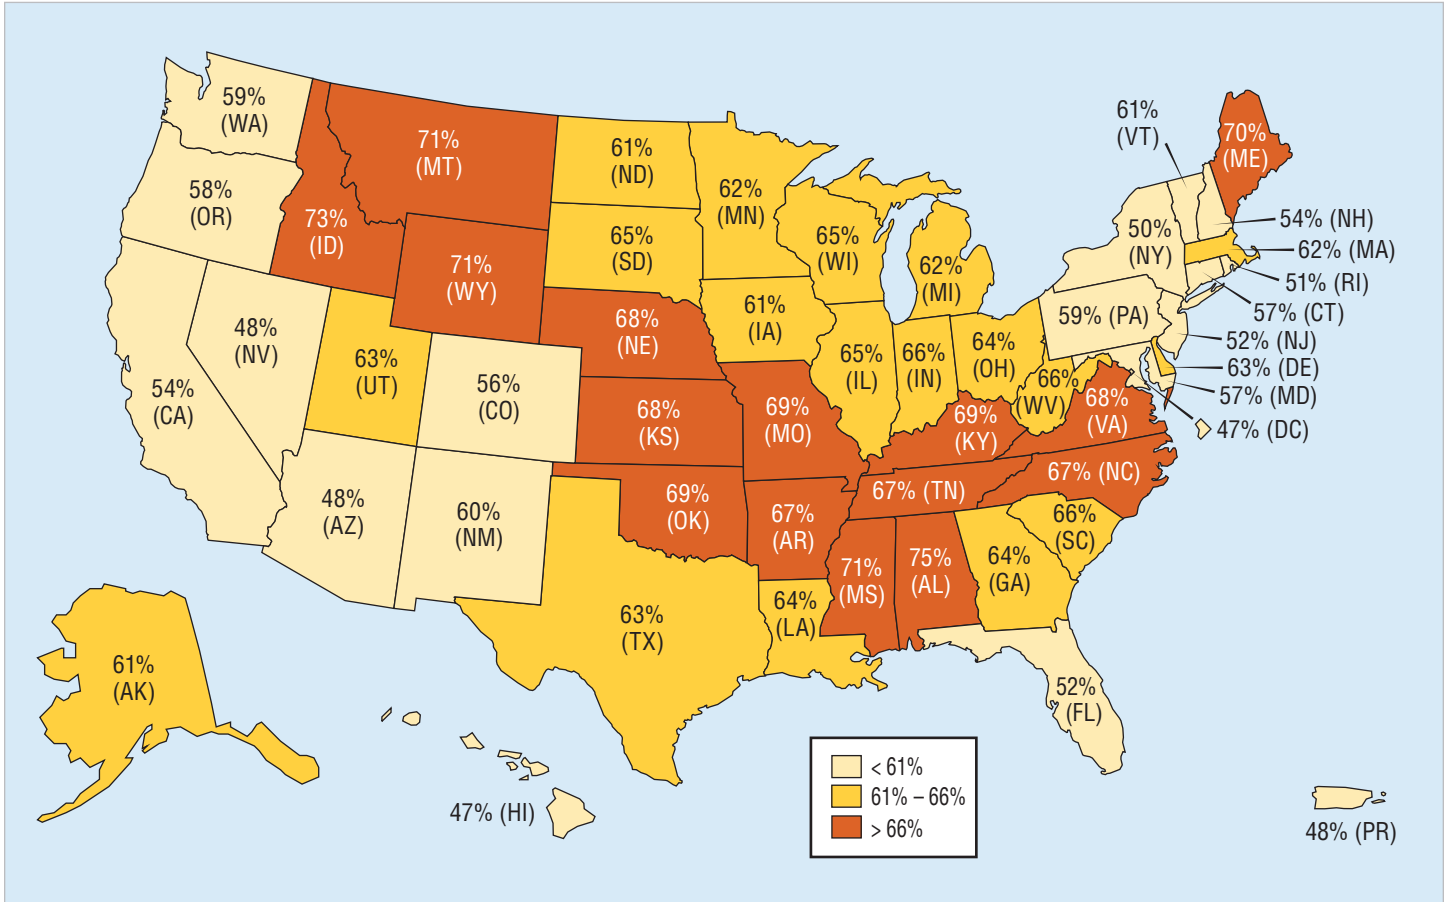 59%
(WA)
58%
(OR)
54%
(CA)
48%
(NV)
73%
(ID)
71%
(MT)
71%
(WY)
63%
(UT)
56%
(CO)
48%
(AZ)
60%
(NM)
61%
(ND)
65%
(SD)
68%
(NE)
68%
(KS)
69%
(OK)
63%
(TX)
62%
(MN)
61%
(IA)
69%
(MO)
67%
(AR)
64%
(LA)
65%
(WI)
65%
(IL)
62%
(MI)
66%
(IN)
64%
(OH)
69%
(KY)
67% (TN)
71%
(MS)
75%
(AL)
64%
(GA)
52%
(FL)
66%
(SC)
67% (NC)
68%
(VA)
66%
(WV)
59% (PA)
50%
(NY)
61%
(VT)
70%
(ME)
54% (NH)
62% (MA)
51% (RI)
57% (CT)
52% (NJ)
63% (DE)
57% (MD)
47% (DC)
61%
(AK)
47% (HI)
48% (PR)
< 61%
61% – 66%
> 66%